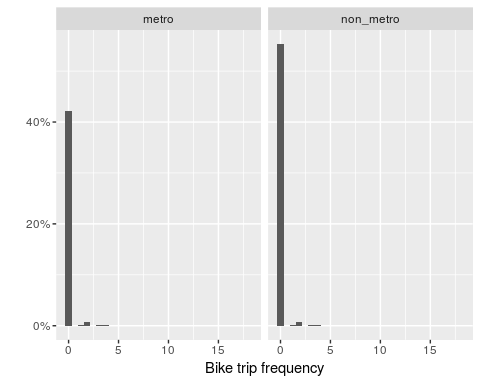 metro non_metro
40%
20%
0%
0 5 10 15 0 5 10 15
Bike trip frequency